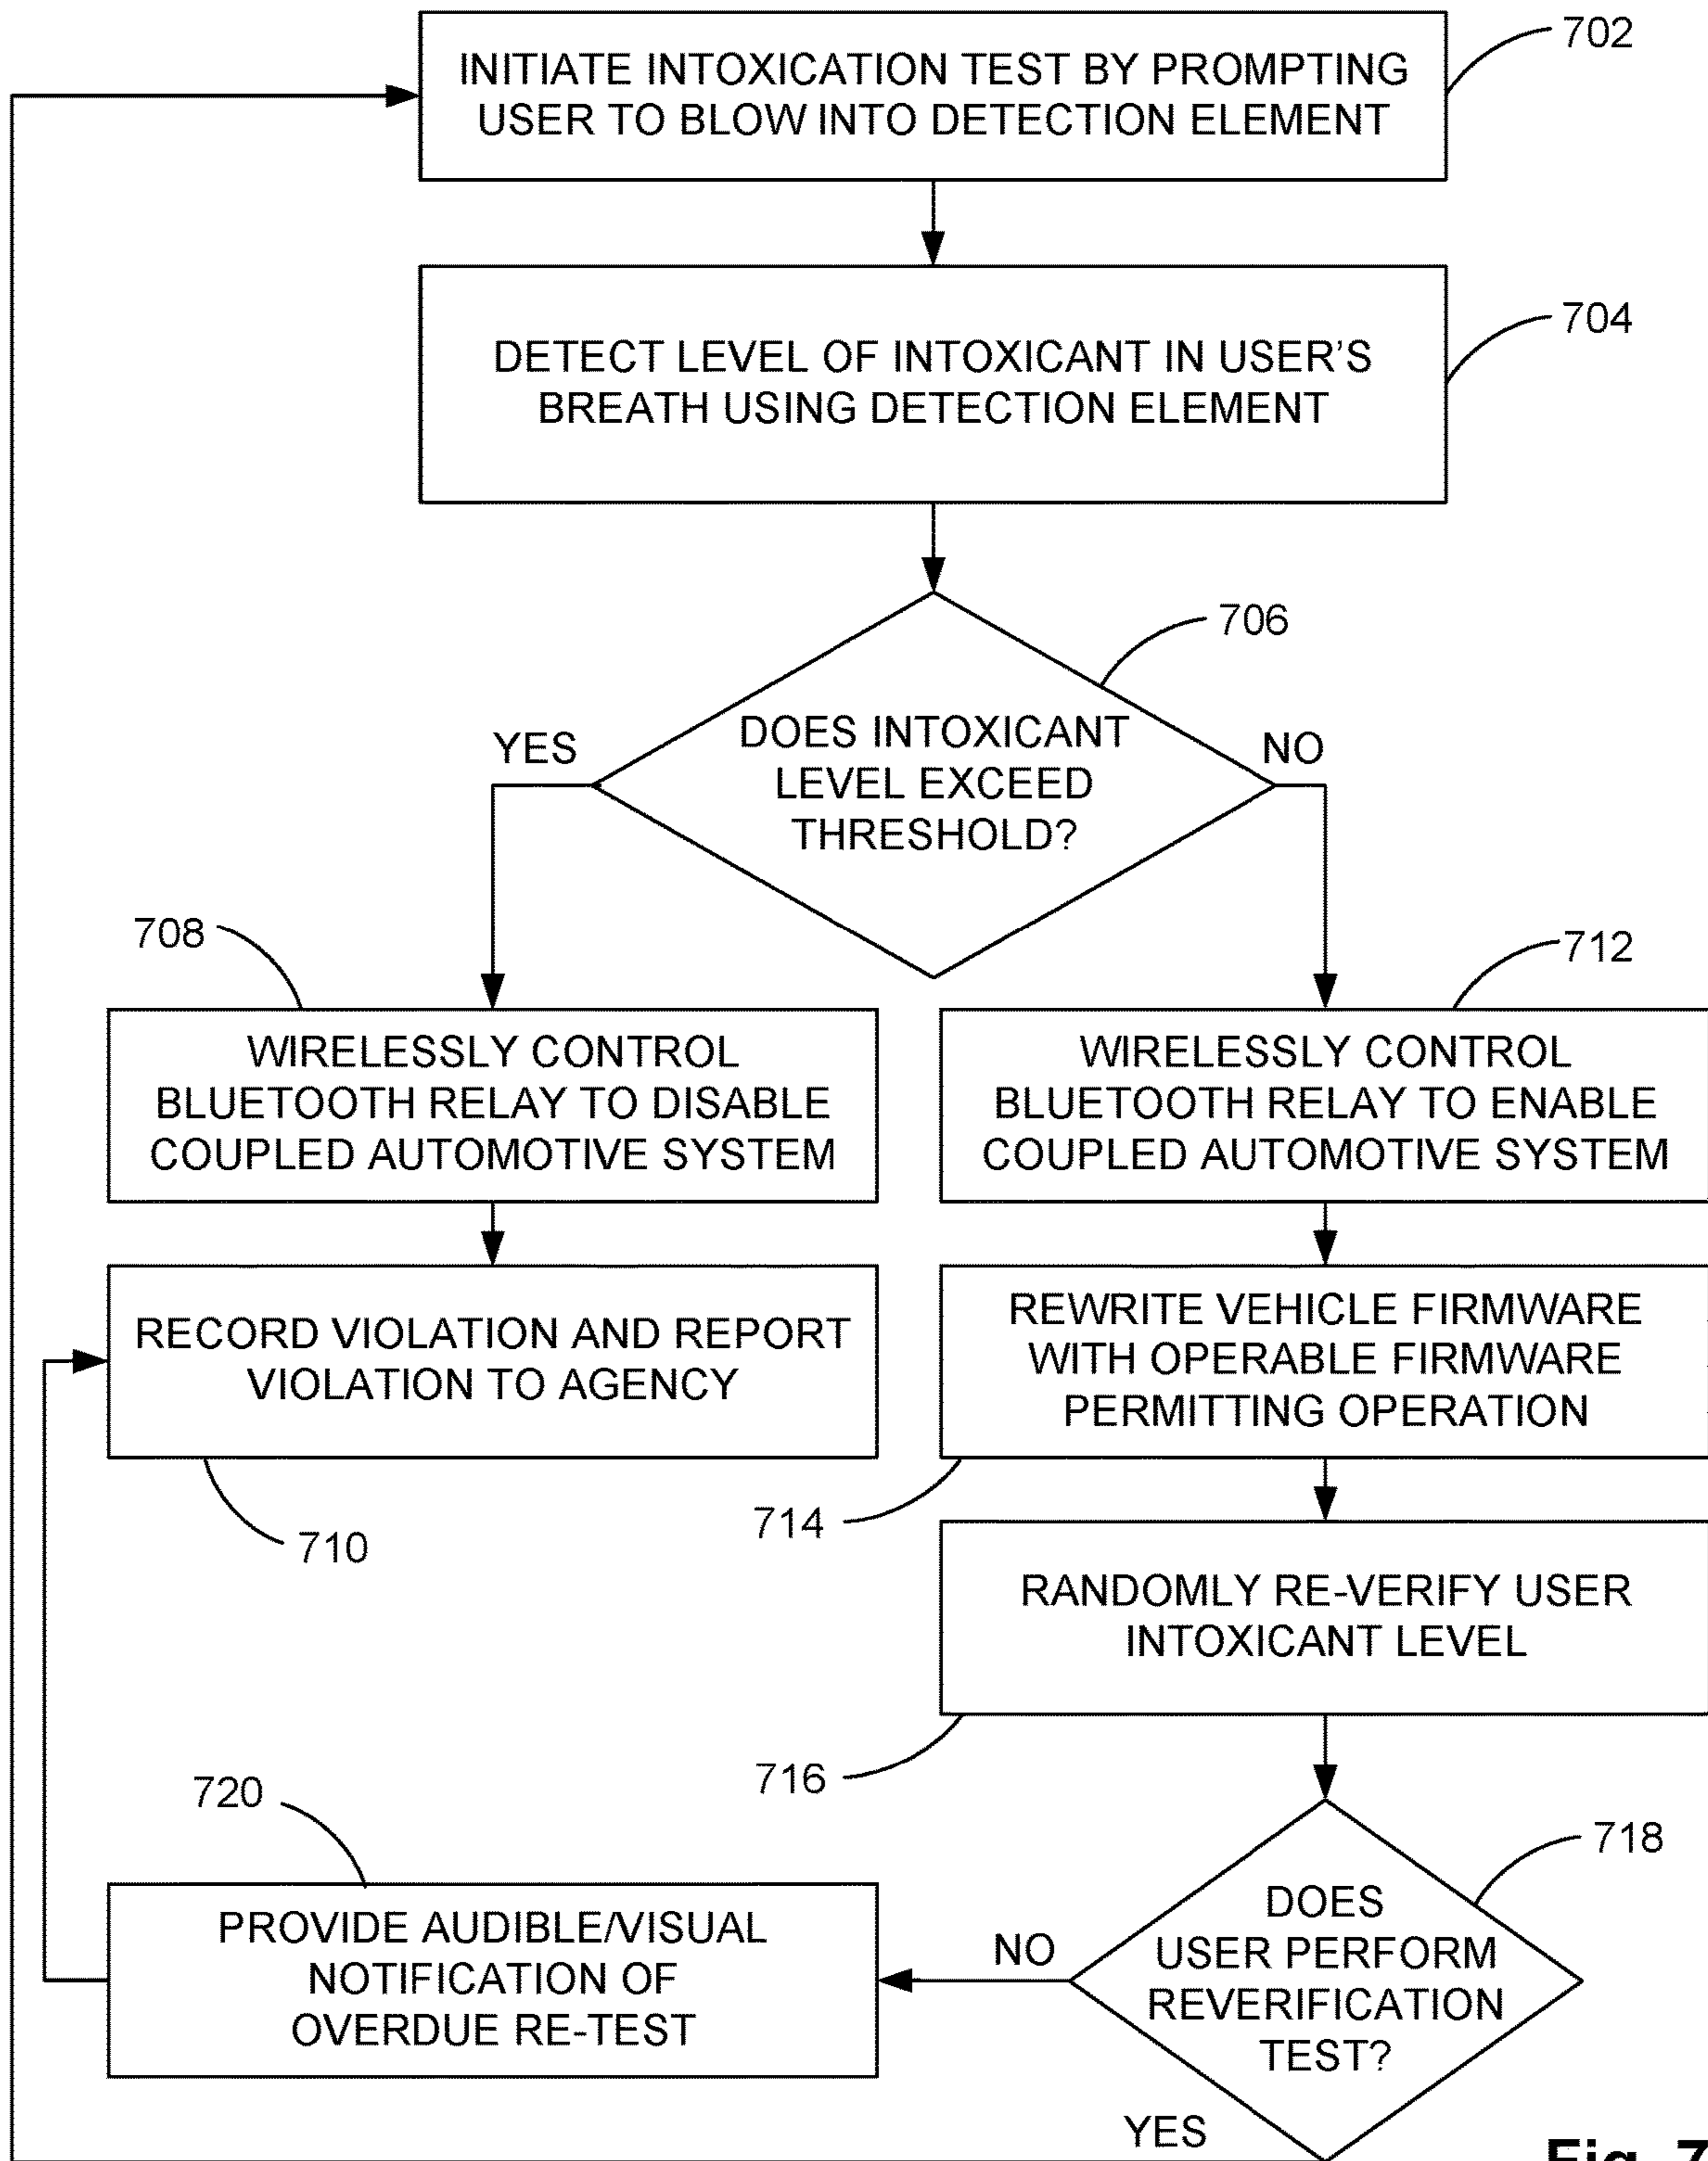 702
INITIATE INTOXICATION TEST BY PROMPTING
USER TO BLOW INTO DETECTION ELEMENT
704
DETECT LEVEL OF INTOXICANT IN USER'S
BREATH USING DETECTION ELEMENT
706
DOES INTOXICANT
LEVEL EXCEED
THRESHOLD?
YES
NO
708
WIRELESSLY CONTROL
BLUETOOTH RELAY TO DISABLE
COUPLED AUTOMOTIVE SYSTEM
712
WIRELESSLY CONTROL
BLUETOOTH RELAY TO ENABLE
COUPLED AUTOMOTIVE SYSTEM
RECORD VIOLATION AND REPORT
VIOLATION TO AGENCY
710
REWRITE VEHICLE FIRMWARE
WITH OPERABLE FIRMWARE
PERMITTING OPERATION
714
RANDOMLY RE-VERIFY USER
INTOXICANT LEVEL
716
718
DOES
USER PERFORM
REVERIFICATION
TEST?
NO
720
PROVIDE AUDIBLE/VISUAL
NOTIFICATION OF
OVERDUE RE-TEST
YES
Fig. 7